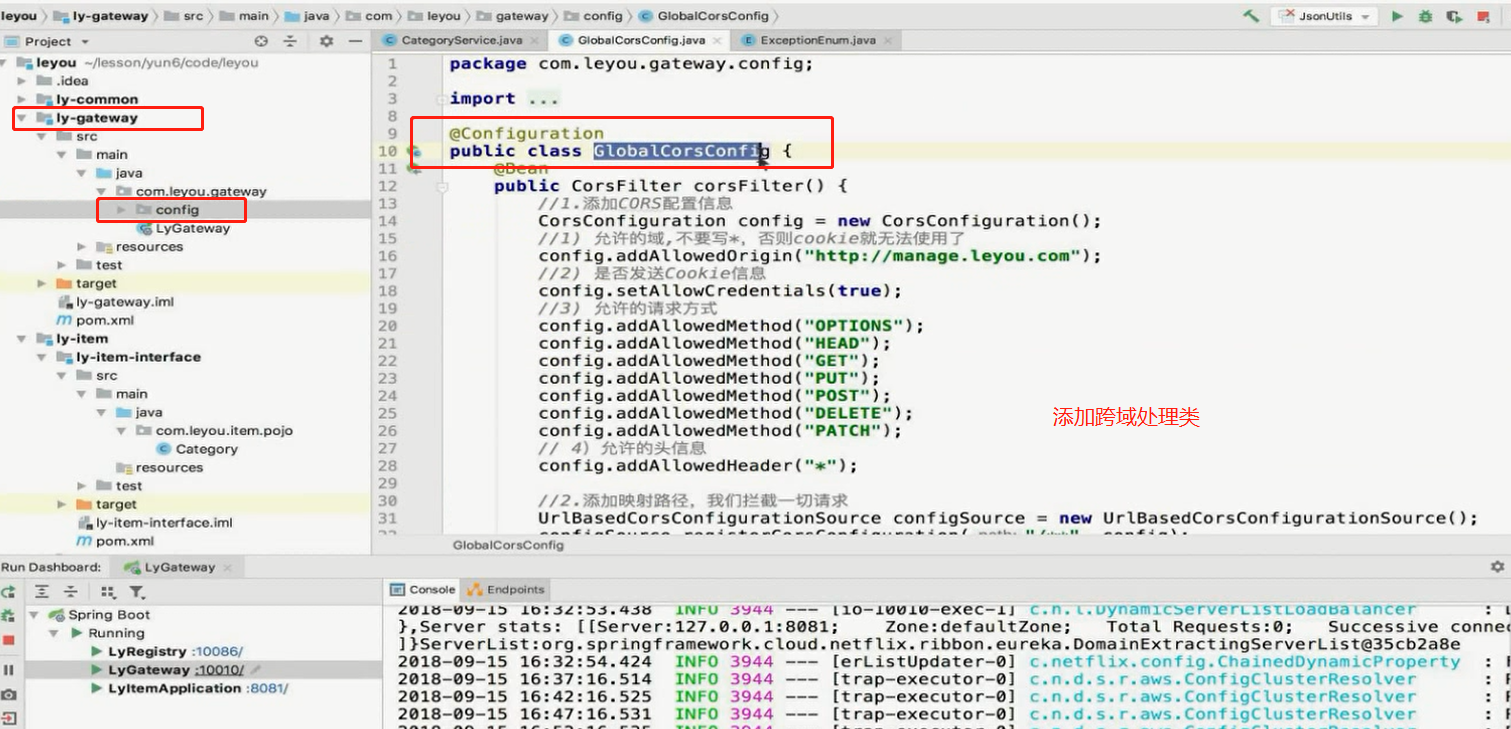 leyou ly-gateway src main java com leyou gateway config GlobalCorsConfig JsonUtils
Project CategoryService.java GlobalCorsConfig.java ExceptionEnum.java
leyou ~/lesson/yun6/code/leyou
.idea
ly-common
ly-gateway
src
main
java
com.leyou.gateway
config
LyGateway
resources
test
target
ly-gateway.iml
pom.xml
ly-item
ly-item-interface
src
main
java
com.leyou.item.pojo
Category
resources
test
target
ly-item-interface.iml
pom.xml
1 package com.leyou.gateway.config;
2
3 import ...
8
9 @Configuration
10 public class GlobalCorsConfig {
11 @Bean
12 public CorsFilter corsFilter() {
13 //1.添加CORS配置信息
14 CorsConfiguration config = new CorsConfiguration();
15 //1) 允许的域,不要写*，否则cookie就无法使用了
16 config.addAllowedOrigin("http://manage.leyou.com");
17 //2) 是否发送Cookie信息
18 config.setAllowCredentials(true);
19 //3) 允许的请求方式
20 config.addAllowedMethod("OPTIONS");
21 config.addAllowedMethod("HEAD");
22 config.addAllowedMethod("GET");
23 config.addAllowedMethod("PUT");
24 config.addAllowedMethod("POST");
25 config.addAllowedMethod("DELETE");
26 config.addAllowedMethod("PATCH");
27 // 4）允许的头信息
28 config.addAllowedHeader("*");
29
30 //2.添加映射路径，我们拦截一切请求
31 UrlBasedCorsConfigurationSource configSource = new UrlBasedCorsConfigurationSource();
添加跨域处理类
GlobalCorsConfig
Run Dashboard: LyGateway
Console Endpoints
Spring Boot
Running
LyRegistry :10086/
LyGateway :10010/
LyItemApplication :8081/
2018-09-15 16:32:53.438 INFO 3944 --- [io-10010-exec-1] c.n.l.DynamicServerListLoadBalancer :
},Server stats: [[Server:127.0.0.1:8081; Zone:defaultZone; Total Requests:0; Successive connec
]}ServerList:org.springframework.cloud.netflix.ribbon.eureka.DomainExtractingServerList@35cb2a8e
2018-09-15 16:32:54.424 INFO 3944 --- [erListUpdater-0] c.netflix.config.ChainedDynamicProperty :
2018-09-15 16:37:16.514 INFO 3944 --- [trap-executor-0] c.n.d.s.r.aws.ConfigClusterResolver :
2018-09-15 16:42:16.525 INFO 3944 --- [trap-executor-0] c.n.d.s.r.aws.ConfigClusterResolver :
2018-09-15 16:47:16.531 INFO 3944 --- [trap-executor-0] c.n.d.s.r.aws.ConfigClusterResolver :